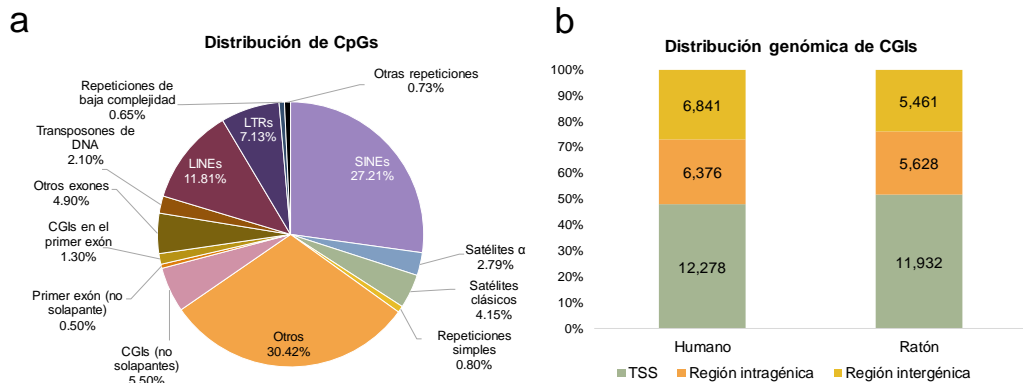 a
Distribución de CpGs
Otras repeticiones
0.73%
Repeticiones de
baja complejidad
0.65%
LTRs
7.13%
Transposones de
DNA
2.10%
LINEs
11.81%
SINEs
27.21%
Otros exones
4.90%
CGIs en el
primer exón
1.30%
Satélites α
2.79%
Satélites
clásicos
4.15%
Primer exón (no
solapante)
0.50%
Otros
30.42%
Repeticiones
simples
0.80%
CGIs (no
solapantes)
5.50%
b
Distribución genómica de CGIs
100%
90%
80%
70%
60%
50%
40%
30%
20%
10%
0%
6,841
5,461
6,376
5,628
12,278
11,932
Humano
Ratón
TSS
Región intragénica
Región intergénica